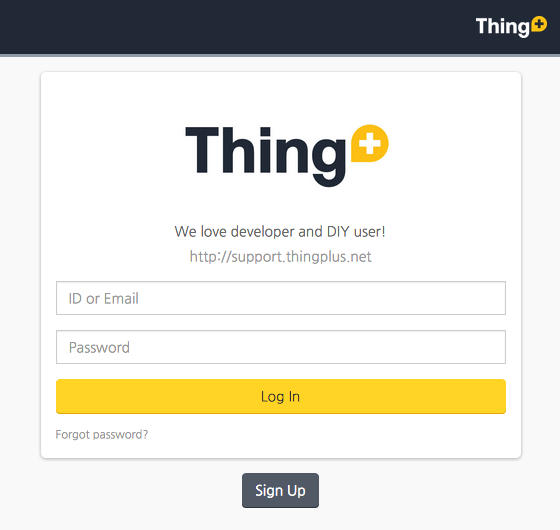 Thing+
Thing+
We love developer and DIY user!
http://support.thingplus.net
ID or Email
Password
Log In
Forgot password?
Sign Up